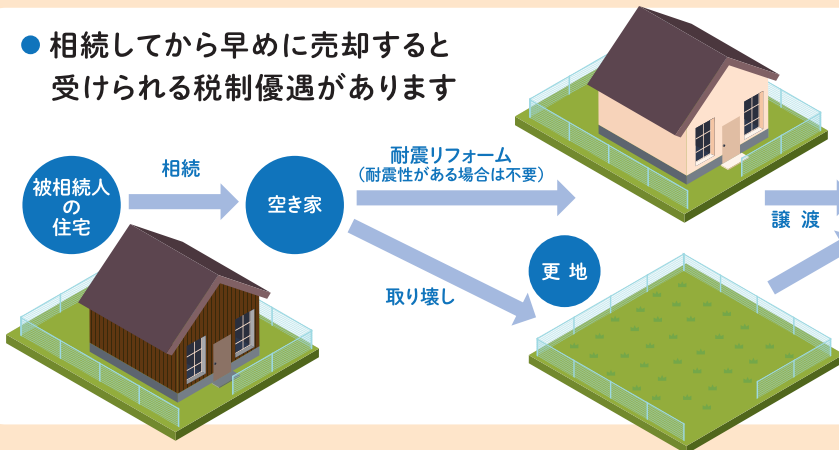 ● 相続してから早めに売却すると
受けられる税制優遇があります
被相続人
の
住宅
相続
空き家
耐震リフォーム
（耐震性がある場合は不要）
取り壊し
更地
譲渡